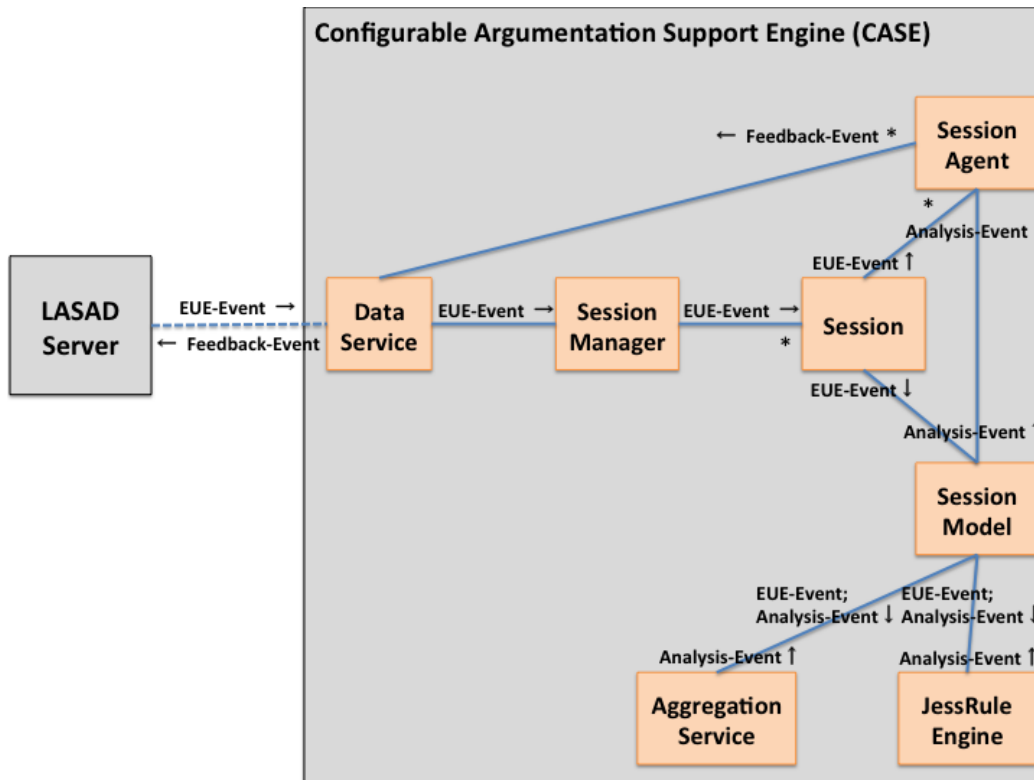 Configurable Argumentation Support Engine (CASE)
Session
Agent
← Feedback-Event *
*
Analysis-Event
EUE-Event ↑
LASAD
Server
EUE-Event →
← Feedback-Event
Data
Service
EUE-Event →
Session
Manager
EUE-Event →
*
Session
EUE-Event ↓
Analysis-Event ↑
Session
Model
EUE-Event;
Analysis-Event ↓
EUE-Event;
Analysis-Event ↓
Analysis-Event ↑
Analysis-Event ↑
Aggregation
Service
JessRule
Engine